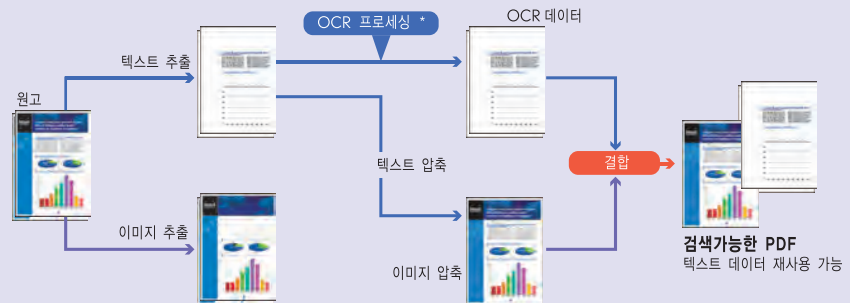 OCR 프로세싱 *
OCR 데이터
텍스트 추출
원고
텍스트 압축
결합
이미지 추출
이미지 압축
검색가능한 PDF
텍스트 데이터 재사용 가능